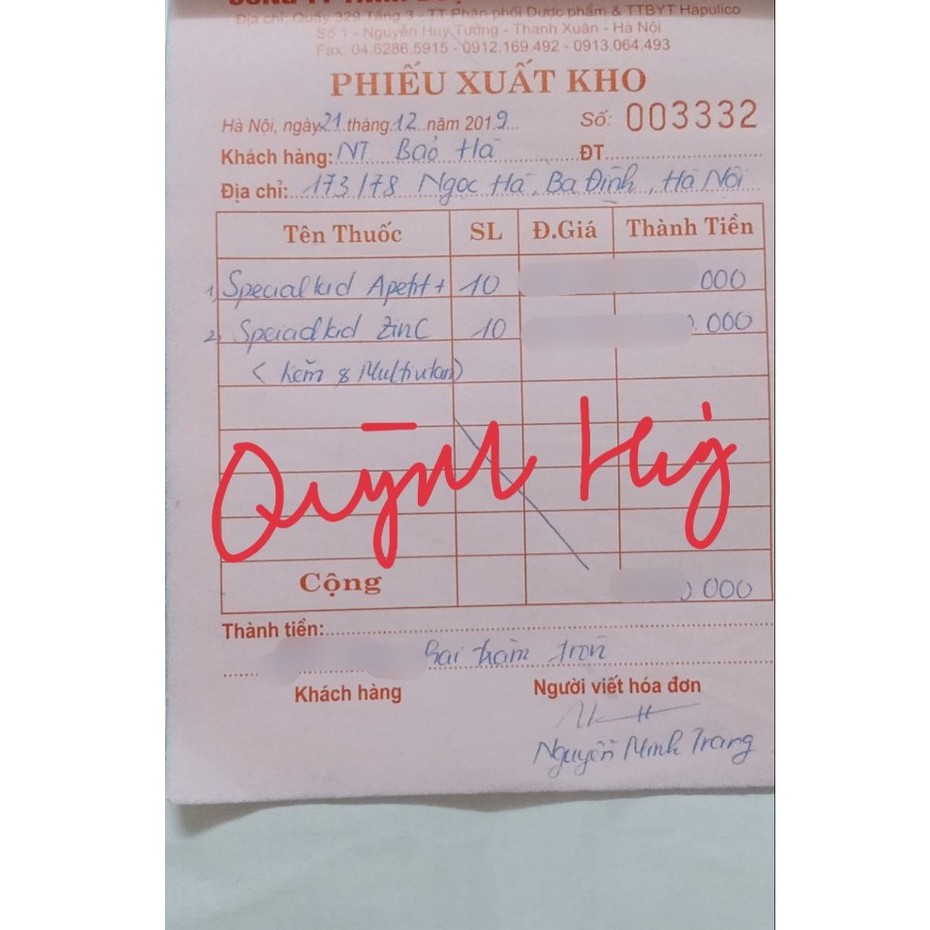 Địa chỉ: Quầy 329 Tầng 3 - TT Phân phối Dược phẩm & TTBYT Hapulico
Số 1 - Nguyễn Huy Tưởng - Thanh Xuân - Hà Nội
Fax: 04.6286.5915 - 0912.169.492 - 0913.064.493
PHIẾU XUẤT KHO
Hà Nội, ngày 21 tháng 12 năm 2019 Số: 003332
Khách hàng: NT Bảo Hà ĐT
Địa chỉ: 173/78 Ngọc Hà, Ba Đình, Hà Nội
Tên Thuốc SL Đ.Giá Thành Tiền
1, Specialkid Apetit+ 10 000
2, Specialkid ZinC 10 000
(kẽm & Multivitam)
Quỳnh
Cộng 000
Thành tiền:
trăm tròn
Khách hàng Người viết hóa đơn
Nguyễn Minh Trang